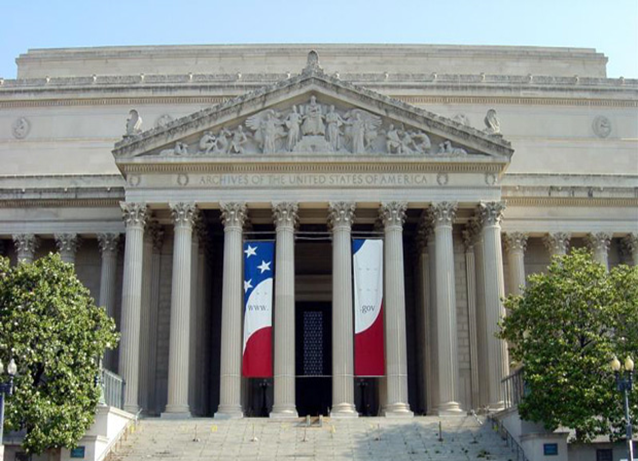 ARCHIVES OF THE UNITED STATES OF AMERICA
www.
.gov